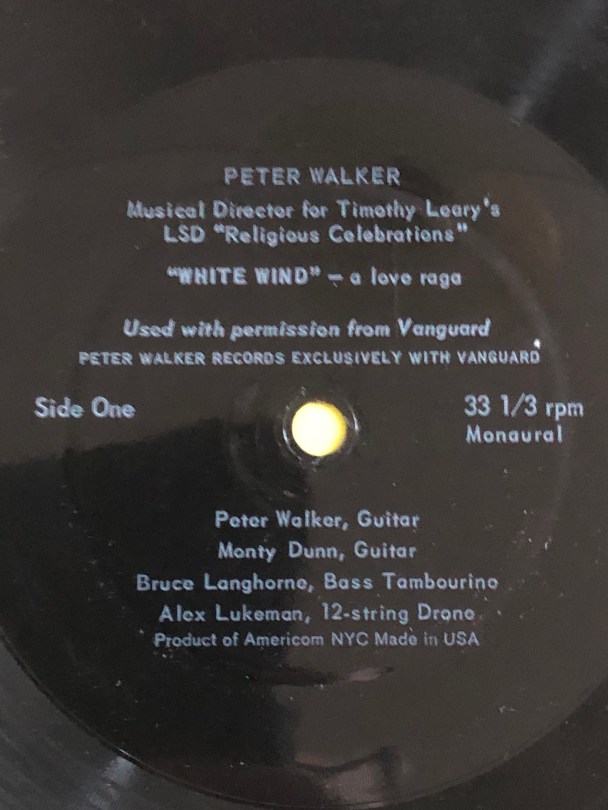 PETER WALKER
Musical Director for Timothy Leary's
LSD "Religious Celebrations"
"WHITE WIND" – a love raga
Used with permission from Vanguard
PETER WALKER RECORDS EXCLUSIVELY WITH VANGUARD
Side One
33 1/3 rpm
Monaural
Peter Walker, Guitar
Monty Dunn, Guitar
Bruce Langhorne, Bass Tambourine
Alex Lukeman, 12-string Drone
Product of Americom NYC Made in USA